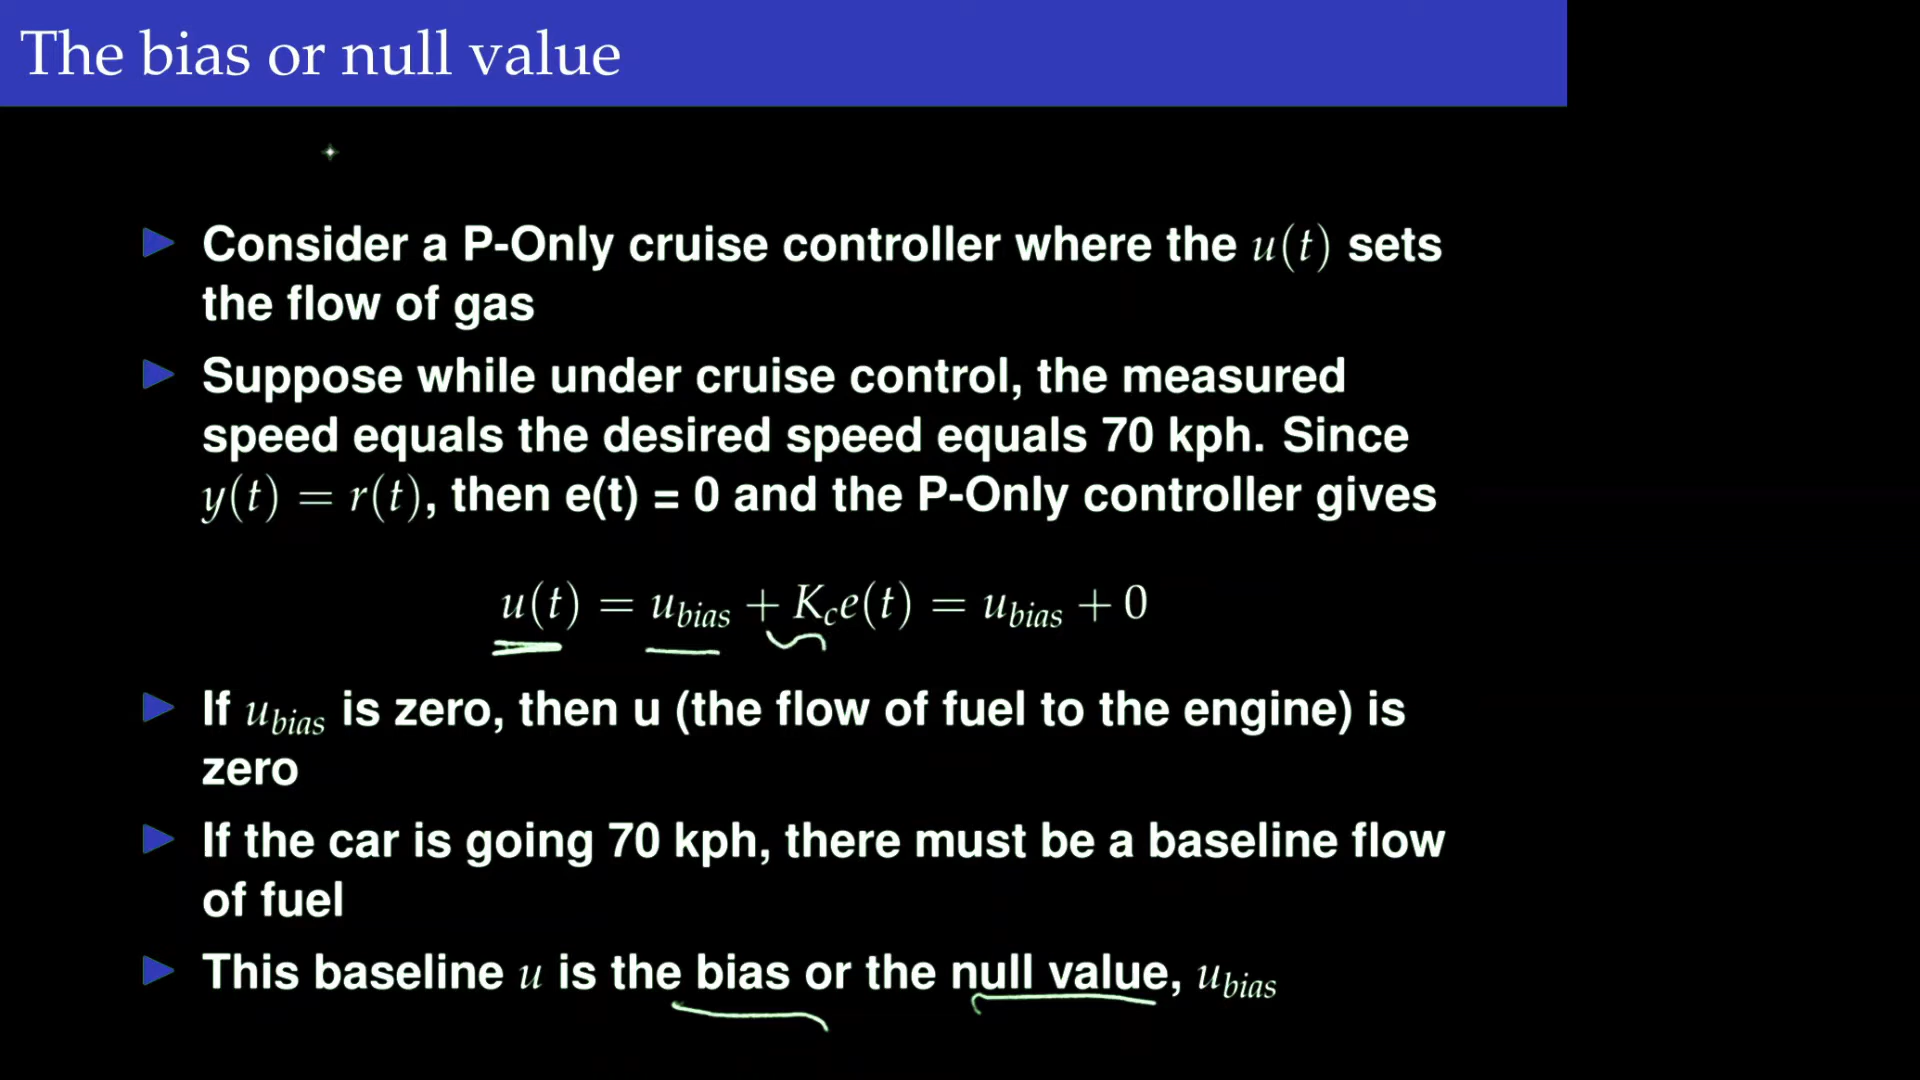 The bias or null value
Consider a P-Only cruise controller where the u(t) sets
the flow of gas
Suppose while under cruise control, the measured
speed equals the desired speed equals 70 kph. Since
y(t) = r(t), then e(t) = 0 and the P-Only controller gives
u(t) = u_bias + K_c e(t) = u_bias + 0
If u_bias is zero, then u (the flow of fuel to the engine) is
zero
If the car is going 70 kph, there must be a baseline flow
of fuel
This baseline u is the bias or the null value, u_bias